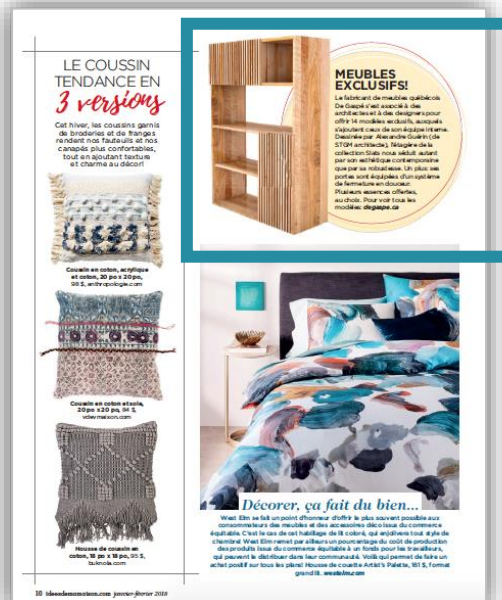 LE COUSSIN
TENDANCE EN
3 versions
Cet hiver, les coussins garnis
de broderies et de franges
rendent nos fauteuils et nos
canapés plus confortables,
tout en ajoutant texture
et charme au décor!
Coussin en coton, acrylique
et coton, 20 po x 20 po,
98 $, anthropologie.com
Coussin en coton et soie,
20 po x 20 po, 94 $,
vdevmaison.com
Housse de coussin en
coton, 18 po x 18 po, 95 $,
buknola.com
MEUBLES
EXCLUSIFS!
Le fabricant de meubles québécois
De Gaspé s'est associé à des
architectes et à des designers pour
offrir 14 modèles exclusifs, auxquels
s'ajoutent ceux de son équipe interne.
Dessinée par Alexandre Guérin (de
STGM architecte), l'étagère de la
collection Slats nous séduit autant
par son esthétique contemporaine
que par sa robustesse. Un plus: ses
portes sont équipées d'un système
de fermeture en douceur.
Plusieurs essences offertes,
au choix. Pour voir tous les
modèles: degaspe.ca
Décorer, ça fait du bien...
West Elm se fait un point d'honneur d'offrir le plus souvent possible aux
consommateurs des meubles et des accessoires déco issus du commerce
équitable. C'est le cas de cet habillage de lit coloré, qui enjolivera tout style de
chambre! West Elm remet par ailleurs un pourcentage du coût de production
des produits issus du commerce équitable à un fonds pour les travailleurs,
qui peuvent le distribuer dans leur communauté. Voilà qui permet de faire un
achat positif sur tous les plans! Housse de couette Artist's Palette, 161 $, format
grand lit. westelm.com
10 ideesdemamaison.com janvier-février 2018